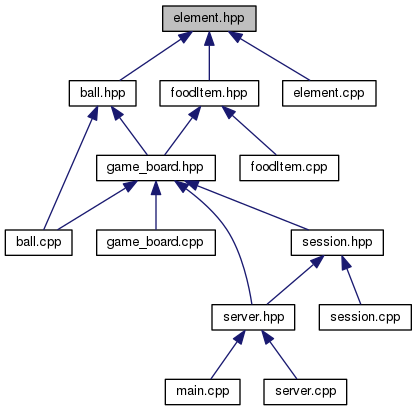 element.hpp
ball.hpp
foodItem.hpp
element.cpp
game_board.hpp
foodItem.cpp
ball.cpp
game_board.cpp
session.hpp
server.hpp
session.cpp
main.cpp
server.cpp